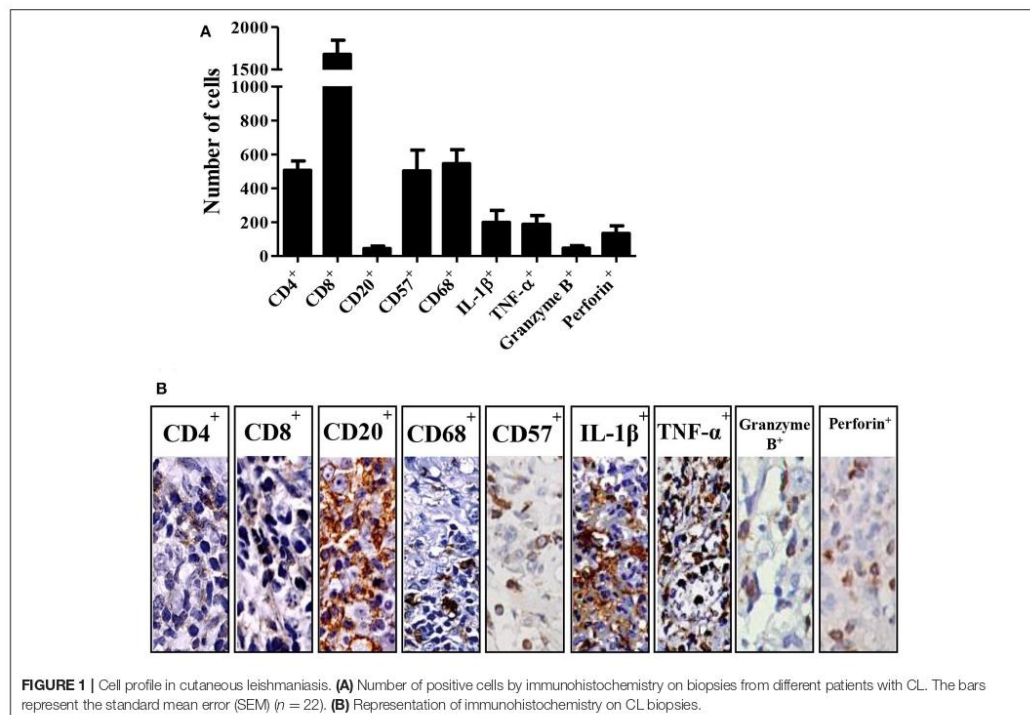 A
Number of cells
2000
1500
1000
800
600
400
200
0
CD4⁺
CD8⁺
CD20⁺
CD57⁺
CD68⁺
IL-1β⁺
TNF-α⁺
Granzyme B⁺
Perforin⁺
B
CD4⁺
CD8⁺
CD20⁺
CD68⁺
CD57⁺
IL-1β⁺
TNF-α⁺
Granzyme
B⁺
Perforin⁺
FIGURE 1 | Cell profile in cutaneous leishmaniasis. (A) Number of positive cells by immunohistochemistry on biopsies from different patients with CL. The bars
represent the standard mean error (SEM) (n = 22). (B) Representation of immunohistochemistry on CL biopsies.